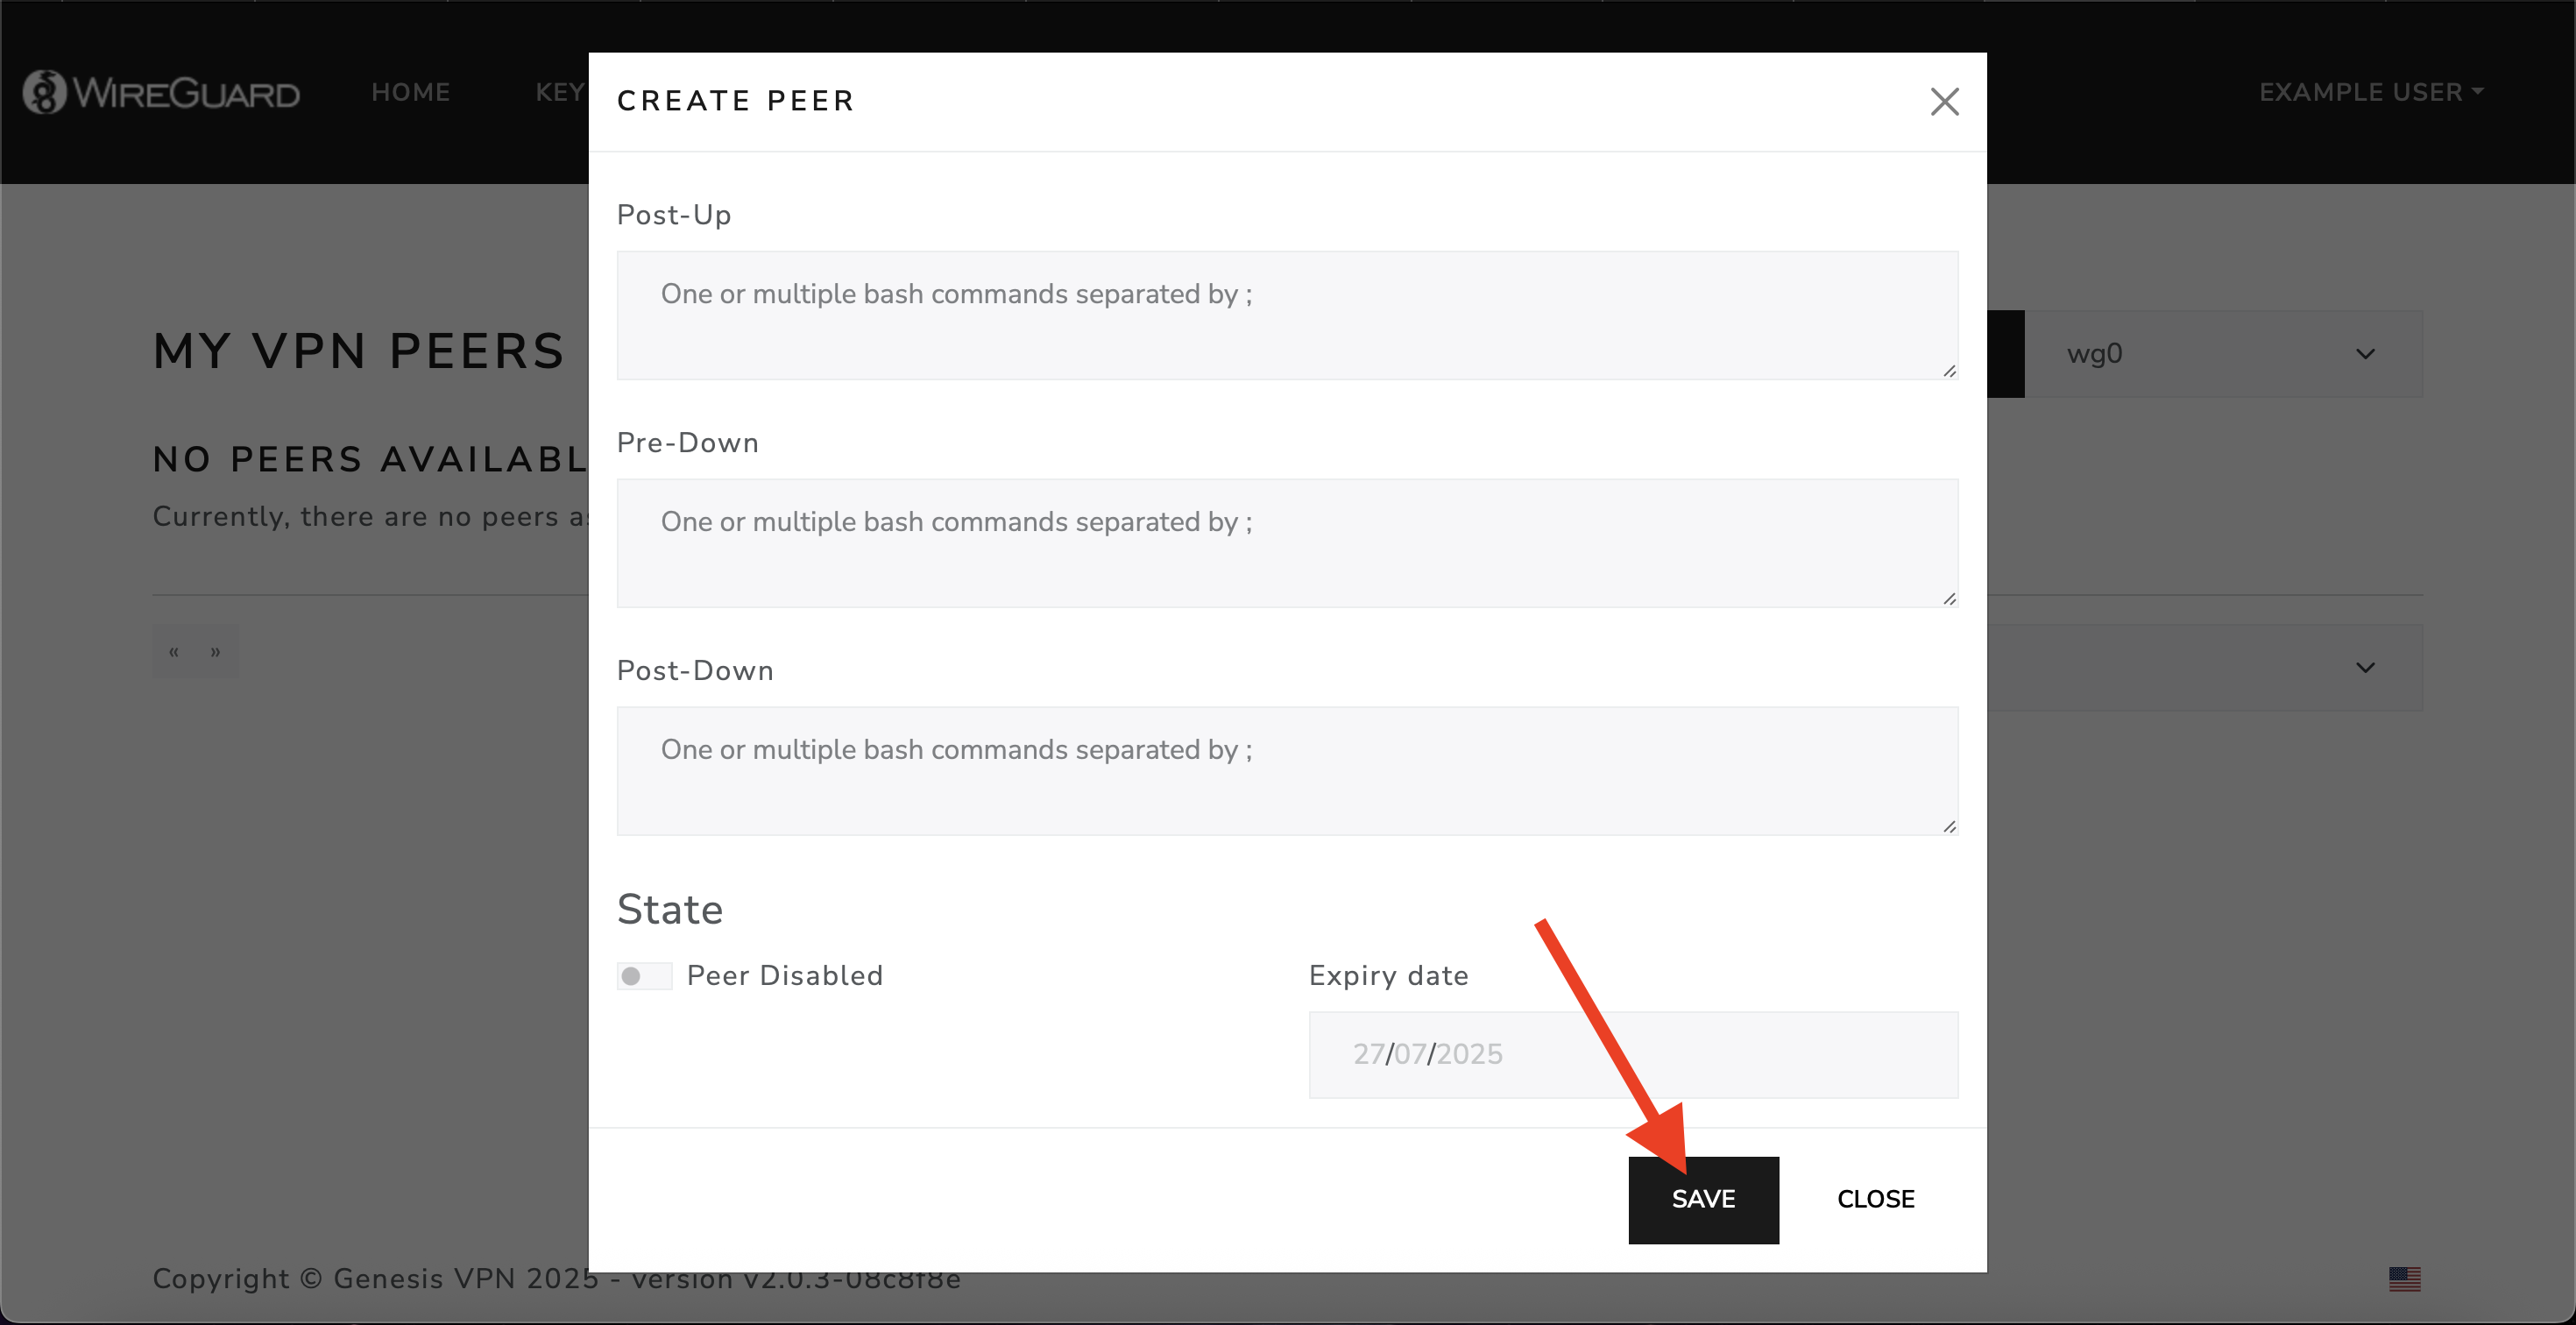 WIREGUARD HOME KEY EXAMPLE USER
CREATE PEER
Post-Up
One or multiple bash commands separated by ;
MY VPN PEERS
wg0
Pre-Down
NO PEERS AVAILABL
One or multiple bash commands separated by ;
Currently, there are no peers as
« »
Post-Down
One or multiple bash commands separated by ;
State
Peer Disabled
Expiry date
27/07/2025
SAVE CLOSE
Copyright © Genesis VPN 2025 - version v2.0.3-08c8f8e